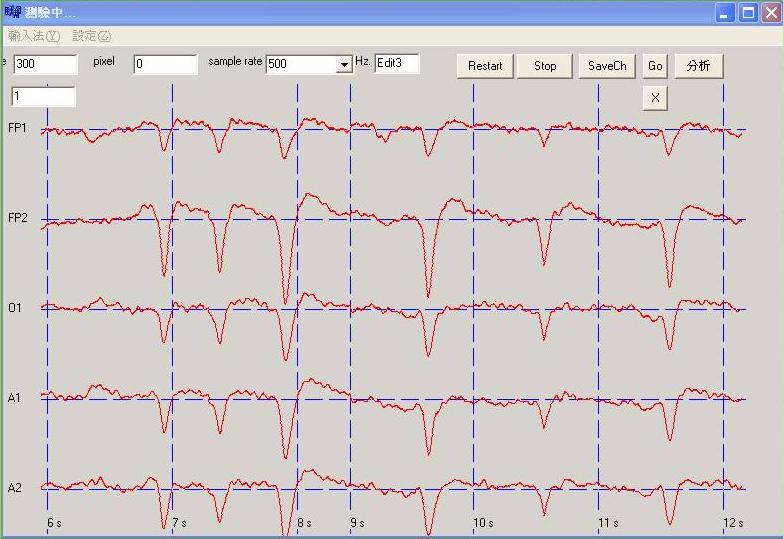 測驗中...
輸入法(Y) 設定(Z)
e 300 pixel 0 sample rate 500 Hz. Edit3 Restart Stop SaveCh Go 分析
1 X
FP1
FP2
O1
A1
A2
6 s 7 s 8 s 9 s 10 s 11 s 12 s